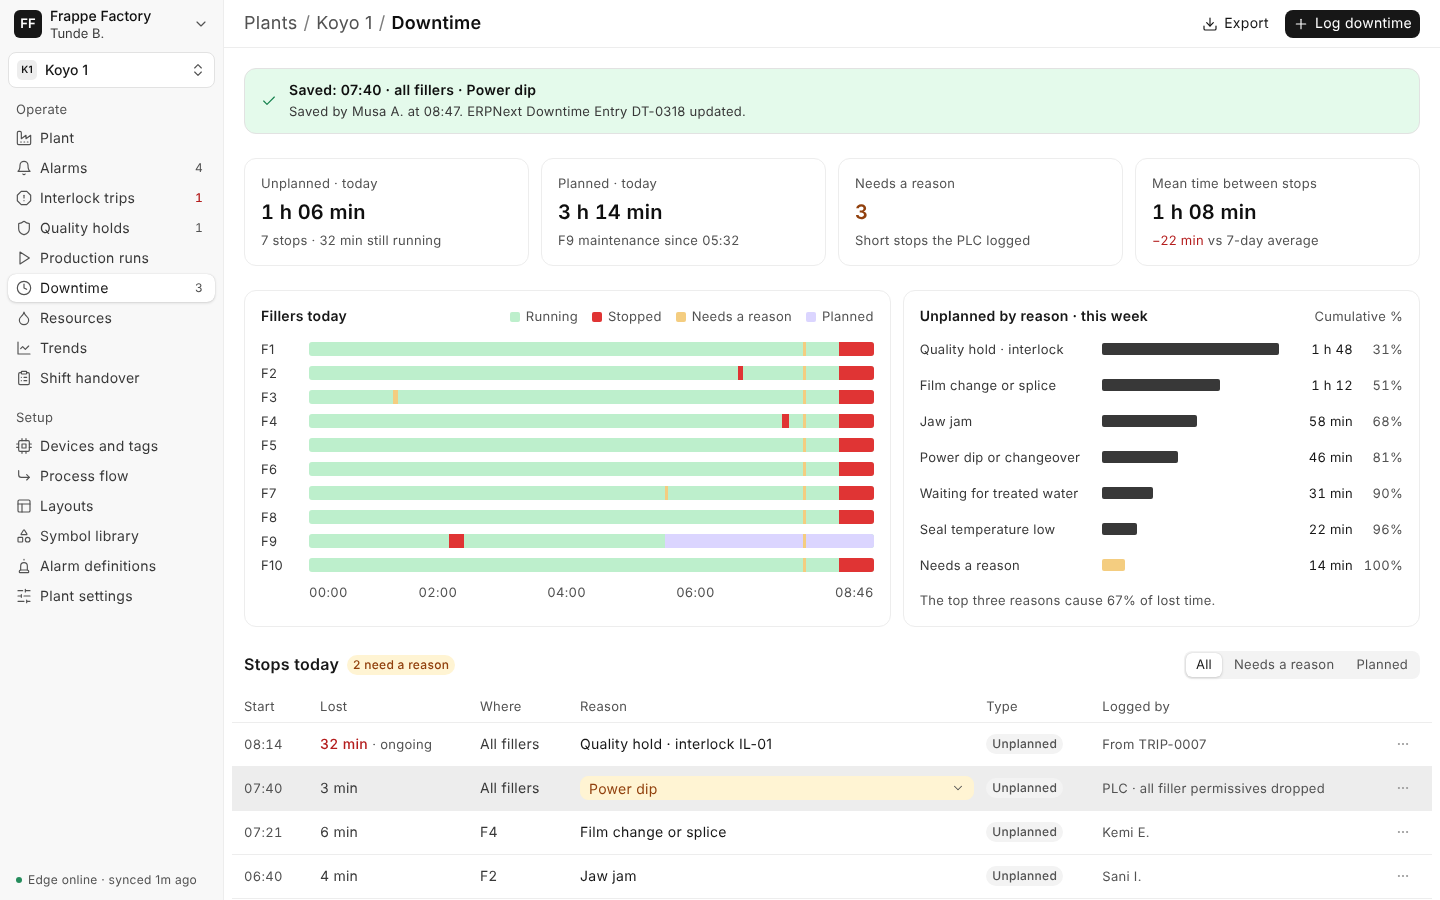 FF
Frappe Factory
Tunde B.
K1 Koyo 1
Operate
Plant
Alarms 4
Interlock trips 1
Quality holds 1
Production runs
Downtime 3
Resources
Trends
Shift handover
Setup
Devices and tags
Process flow
Layouts
Symbol library
Alarm definitions
Plant settings
Edge online · synced 1m ago
Plants / Koyo 1 / Downtime
Export
Log downtime
Saved: 07:40 · all fillers · Power dip
Saved by Musa A. at 08:47. ERPNext Downtime Entry DT-0318 updated.
Unplanned · today
1 h 06 min
7 stops · 32 min still running
Planned · today
3 h 14 min
F9 maintenance since 05:32
Needs a reason
3
Short stops the PLC logged
Mean time between stops
1 h 08 min
−22 min vs 7-day average
Fillers today
Running Stopped Needs a reason Planned
F1
F2
F3
F4
F5
F6
F7
F8
F9
F10
00:00 02:00 04:00 06:00 08:46
Unplanned by reason · this week Cumulative %
Quality hold · interlock 1 h 48 31%
Film change or splice 1 h 12 51%
Jaw jam 58 min 68%
Power dip or changeover 46 min 81%
Waiting for treated water 31 min 90%
Seal temperature low 22 min 96%
Needs a reason 14 min 100%
The top three reasons cause 67% of lost time.
Stops today 2 need a reason
All Needs a reason Planned
Start Lost Where Reason Type Logged by
08:14 32 min · ongoing All fillers Quality hold · interlock IL-01 Unplanned From TRIP-0007
07:40 3 min All fillers Power dip Unplanned PLC · all filler permissives dropped
07:21 6 min F4 Film change or splice Unplanned Kemi E.
06:40 4 min F2 Jaw jam Unplanned Sani I.